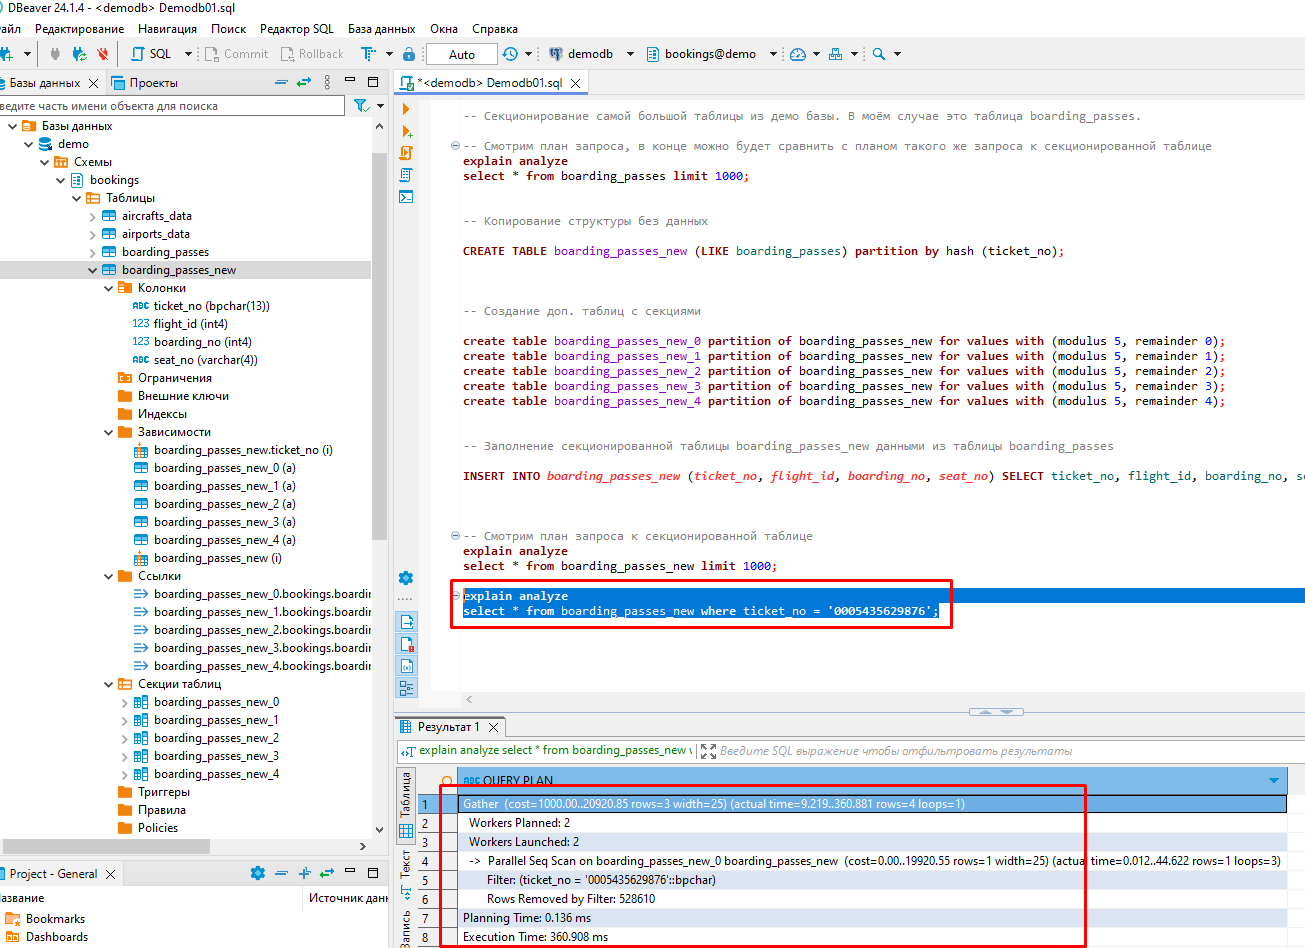 DBeaver 24.1.4 - <demodb> Demodb01.sql
айл Редактирование Навигация Поиск Редактор SQL База данных Окна Справка
SQL Commit Rollback Auto demodb bookings@demo
Базы данных Проекты
ведите часть имени объекта для поиска
Базы данных
demo
Схемы
bookings
Таблицы
aircrafts_data
airports_data
boarding_passes
boarding_passes_new
Колонки
ABC ticket_no (bpchar(13))
123 flight_id (int4)
123 boarding_no (int4)
ABC seat_no (varchar(4))
Ограничения
Внешние ключи
Индексы
Зависимости
boarding_passes_new.ticket_no (i)
boarding_passes_new_0 (a)
boarding_passes_new_1 (a)
boarding_passes_new_2 (a)
boarding_passes_new_3 (a)
boarding_passes_new_4 (a)
boarding_passes_new (i)
Ссылки
boarding_passes_new_0.bookings.boardin
boarding_passes_new_1.bookings.boardin
boarding_passes_new_2.bookings.boardin
boarding_passes_new_3.bookings.boardin
boarding_passes_new_4.bookings.boardin
Секции таблиц
boarding_passes_new_0
boarding_passes_new_1
boarding_passes_new_2
boarding_passes_new_3
boarding_passes_new_4
Триггеры
Правила
Policies
Project - General
азвание Источник данн
Bookmarks
Dashboards
*<demodb> Demodb01.sql
-- Секционирование самой большой таблицы из демо базы. В моём случае это таблица boarding_passes.
-- Смотрим план запроса, в конце можно будет сравнить с планом такого же запроса к секционированной таблице
explain analyze
select * from boarding_passes limit 1000;
-- Копирование структуры без данных
CREATE TABLE boarding_passes_new (LIKE boarding_passes) partition by hash (ticket_no);
-- Создание доп. таблиц с секциями
create table boarding_passes_new_0 partition of boarding_passes_new for values with (modulus 5, remainder 0);
create table boarding_passes_new_1 partition of boarding_passes_new for values with (modulus 5, remainder 1);
create table boarding_passes_new_2 partition of boarding_passes_new for values with (modulus 5, remainder 2);
create table boarding_passes_new_3 partition of boarding_passes_new for values with (modulus 5, remainder 3);
create table boarding_passes_new_4 partition of boarding_passes_new for values with (modulus 5, remainder 4);
-- Заполнение секционированной таблицы boarding_passes_new данными из таблицы boarding_passes
INSERT INTO boarding_passes_new (ticket_no, flight_id, boarding_no, seat_no) SELECT ticket_no, flight_id, boarding_no, se
-- Смотрим план запроса к секционированной таблице
explain analyze
select * from boarding_passes_new limit 1000;
explain analyze
select * from boarding_passes_new where ticket_no = '0005435629876';
Результат 1
explain analyze select * from boarding_passes_new v Введите SQL выражение чтобы отфильтровать результаты
Таблица
Текст
Запись
ABC QUERY PLAN
1 Gather (cost=1000.00..20920.85 rows=3 width=25) (actual time=9.219..360.881 rows=4 loops=1)
2 Workers Planned: 2
3 Workers Launched: 2
4 -> Parallel Seq Scan on boarding_passes_new_0 boarding_passes_new (cost=0.00..19920.55 rows=1 width=25) (actual time=0.012..44.622 rows=1 loops=3)
5 Filter: (ticket_no = '0005435629876'::bpchar)
6 Rows Removed by Filter: 528610
7 Planning Time: 0.136 ms
8 Execution Time: 360.908 ms